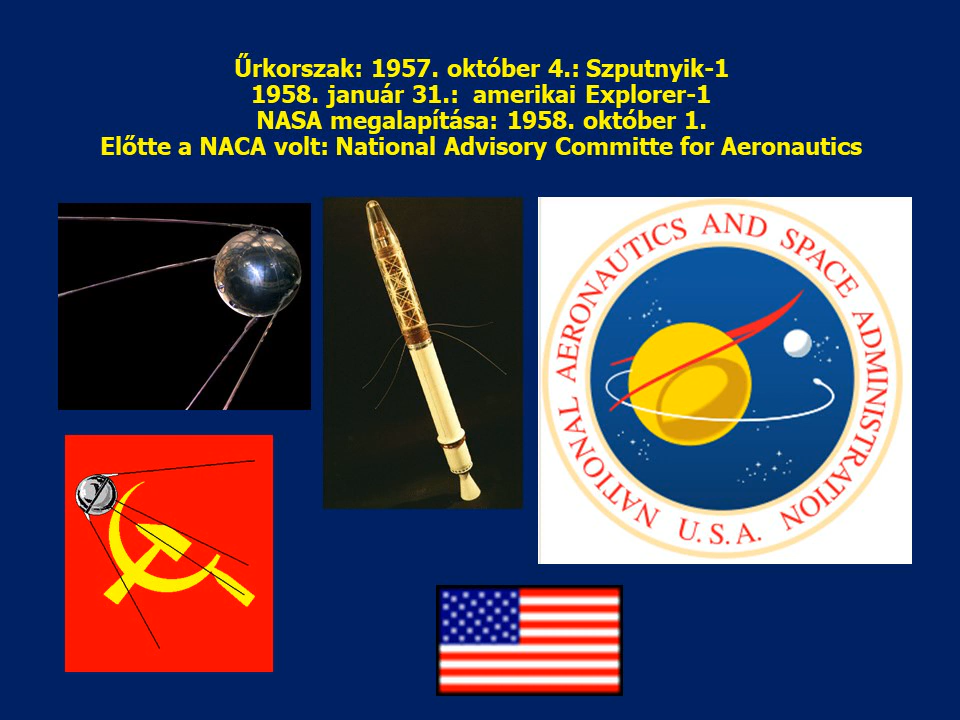 Űrkorszak: 1957. október 4.: Szputnyik-1
1958. január 31.: amerikai Explorer-1
NASA megalapítása: 1958. október 1.
Előtte a NACA volt: National Advisory Committe for Aeronautics
NATIONAL AERONAUTICS AND SPACE ADMINISTRATION
U.S.A.